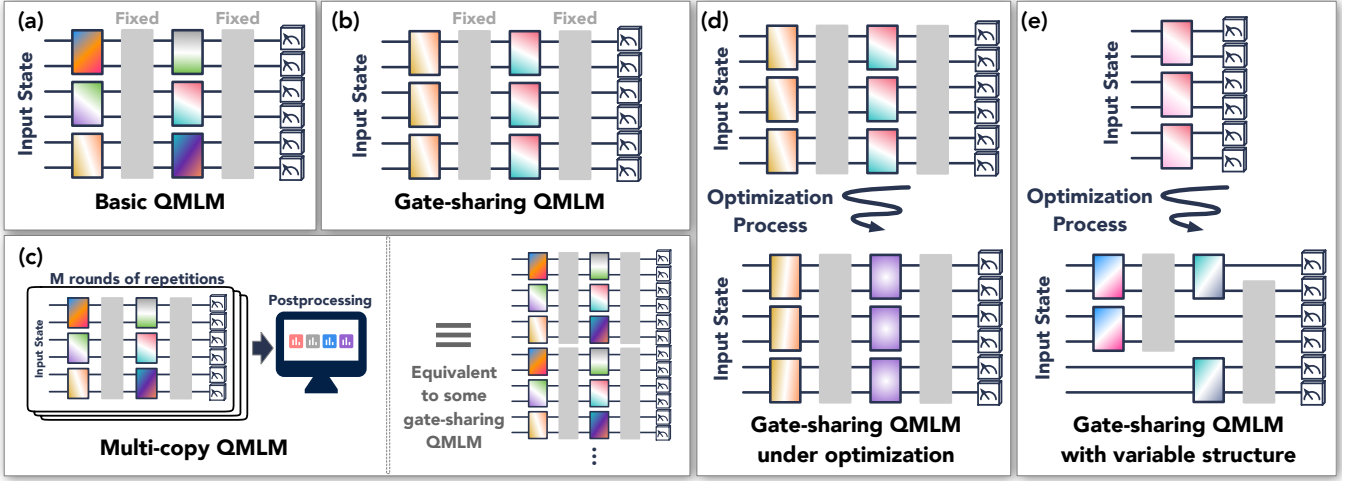 (a)
Fixed
Fixed
Input State
Basic QMLM
(b)
Fixed
Fixed
Input State
Gate-sharing QMLM
(c)
M rounds of repetitions
Input State
Postprocessing
Multi-copy QMLM
Equivalent
to some
gate-sharing
QMLM
(d)
Input State
Optimization
Process
Input State
Gate-sharing QMLM
under optimization
(e)
Input State
Optimization
Process
Input State
Gate-sharing QMLM
with variable structure